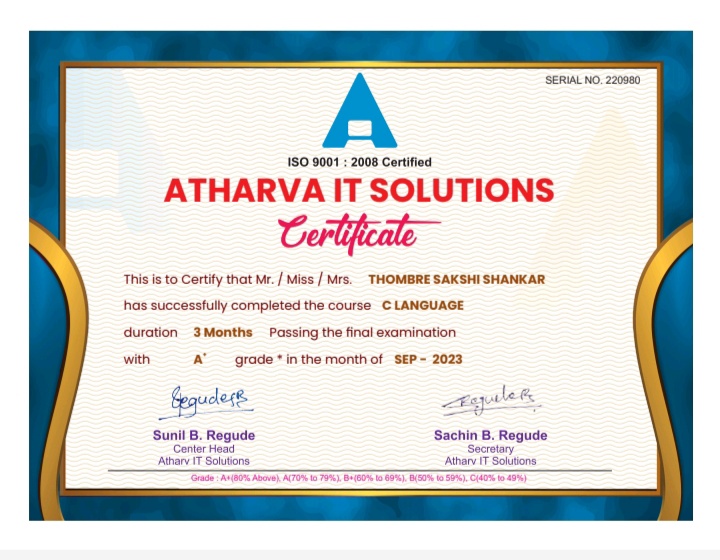 SERIAL NO. 220980
A
ISO 9001 : 2008 Certified
ATHARVA IT SOLUTIONS
Certificate
This is to Certify that Mr. / Miss / Mrs. THOMBRE SAKSHI SHANKAR
has successfully completed the course C LANGUAGE
duration 3 Months Passing the final examination
with A+ grade * in the month of SEP - 2023
Sunil B. Regude
Center Head
Atharv IT Solutions
Sachin B. Regude
Secretary
Atharv IT Solutions
Grade : A+(80% Above), A(70% to 79%), B+(60% to 69%), B(50% to 59%), C(40% to 49%)